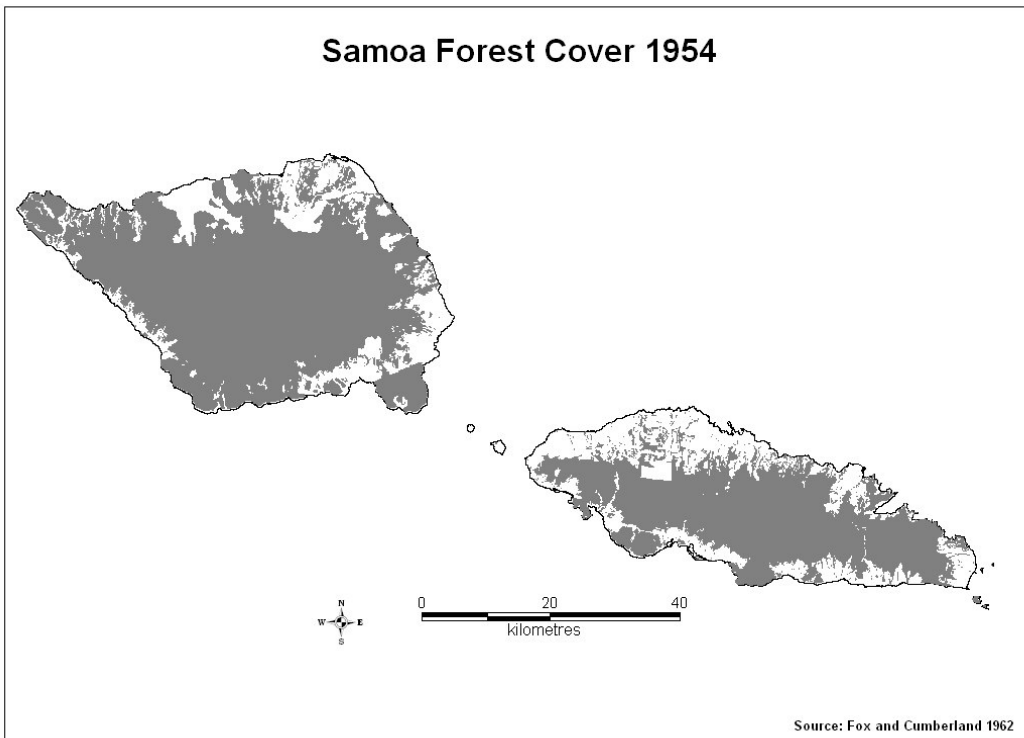 Samoa Forest Cover 1954
N
W E
S
0 20 40
kilometres
Source: Fox and Cumberland 1962